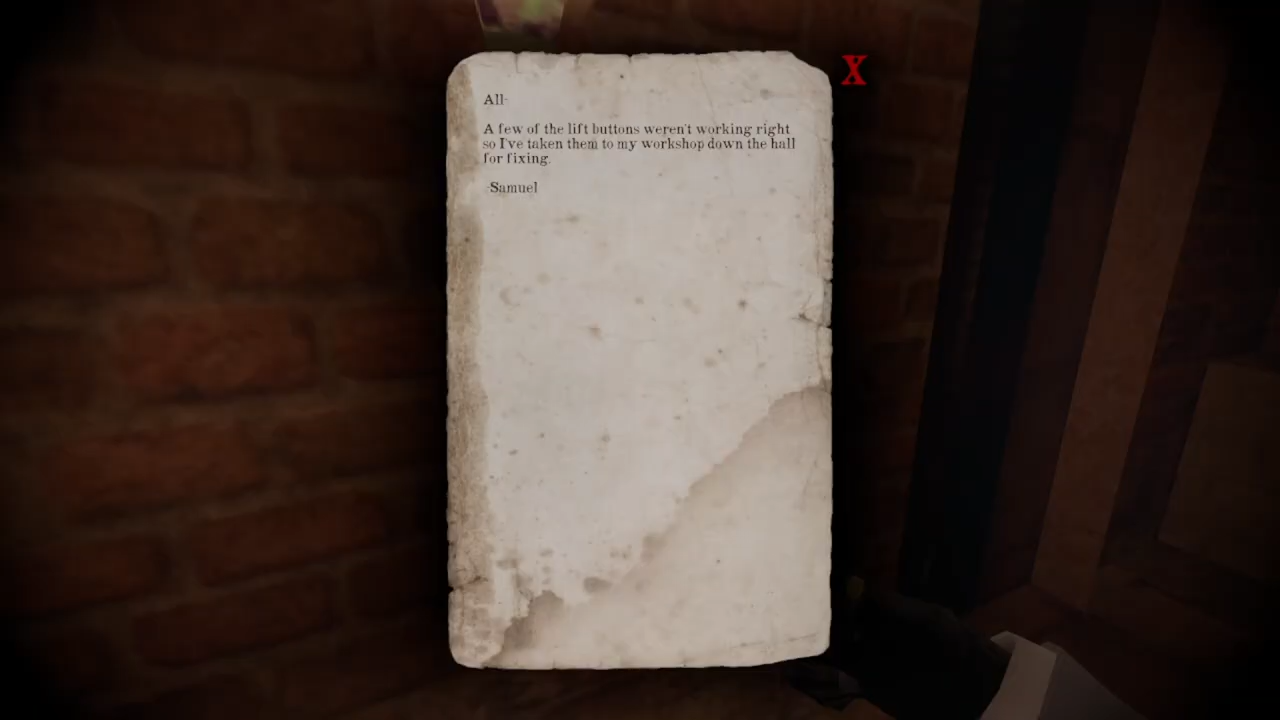 All-
A few of the lift buttons weren't working right
so I've taken them to my workshop down the hall
for fixing.
-Samuel
X